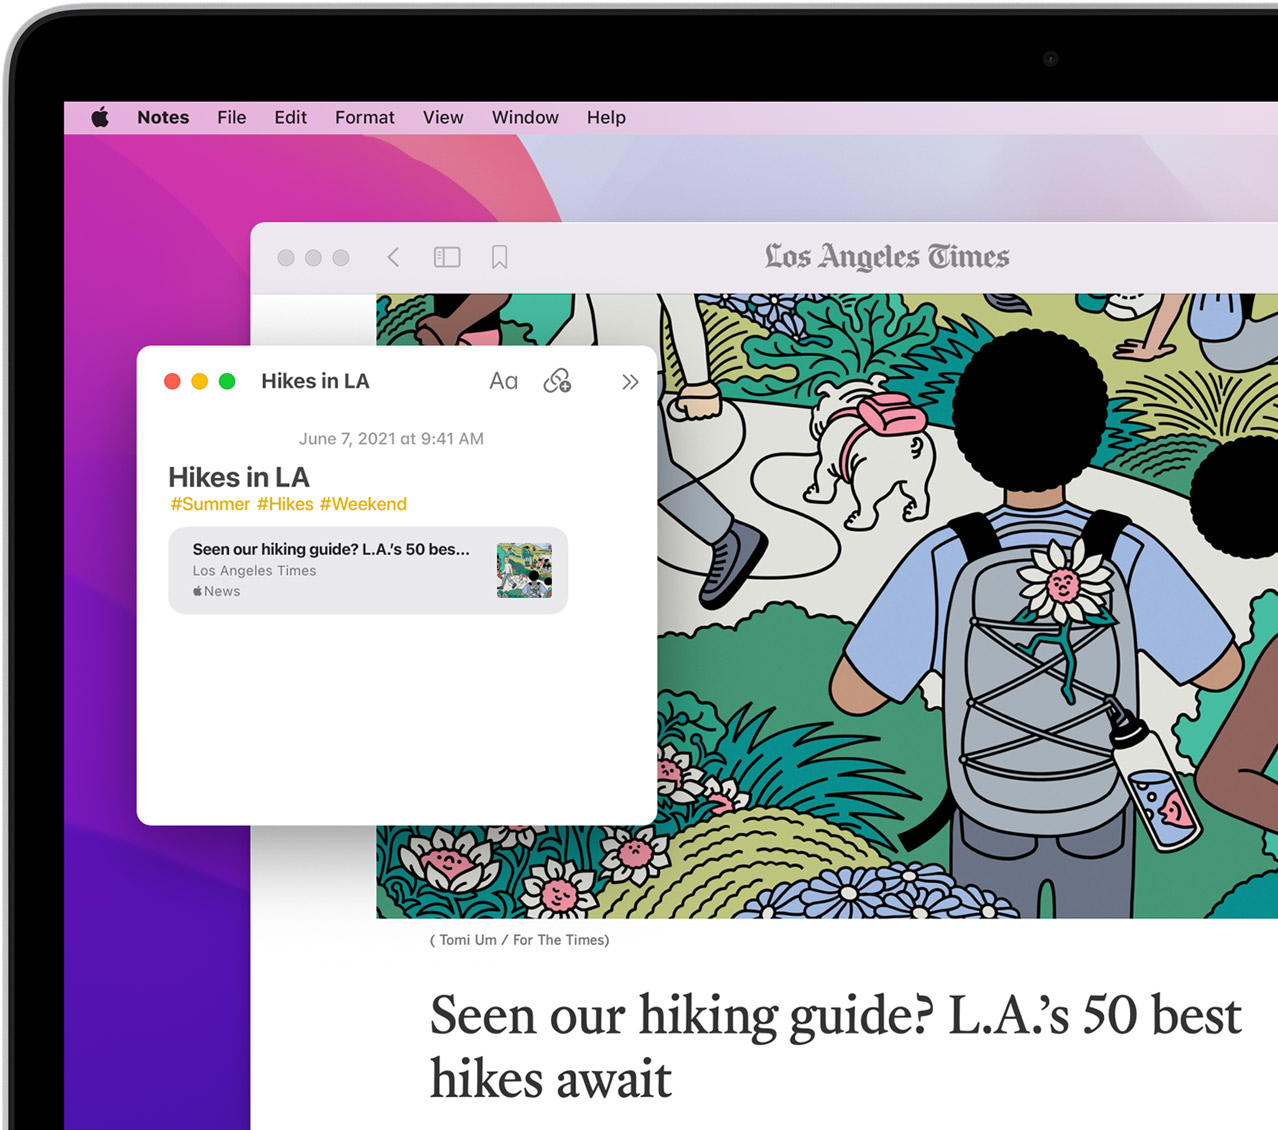 Notes File Edit Format View Window Help
Los Angeles Times
Hikes in LA Aa
June 7, 2021 at 9:41 AM
Hikes in LA
#Summer #Hikes #Weekend
Seen our hiking guide? L.A.’s 50 bes...
Los Angeles Times
News
( Tomi Um / For The Times)
Seen our hiking guide? L.A.’s 50 best
hikes await